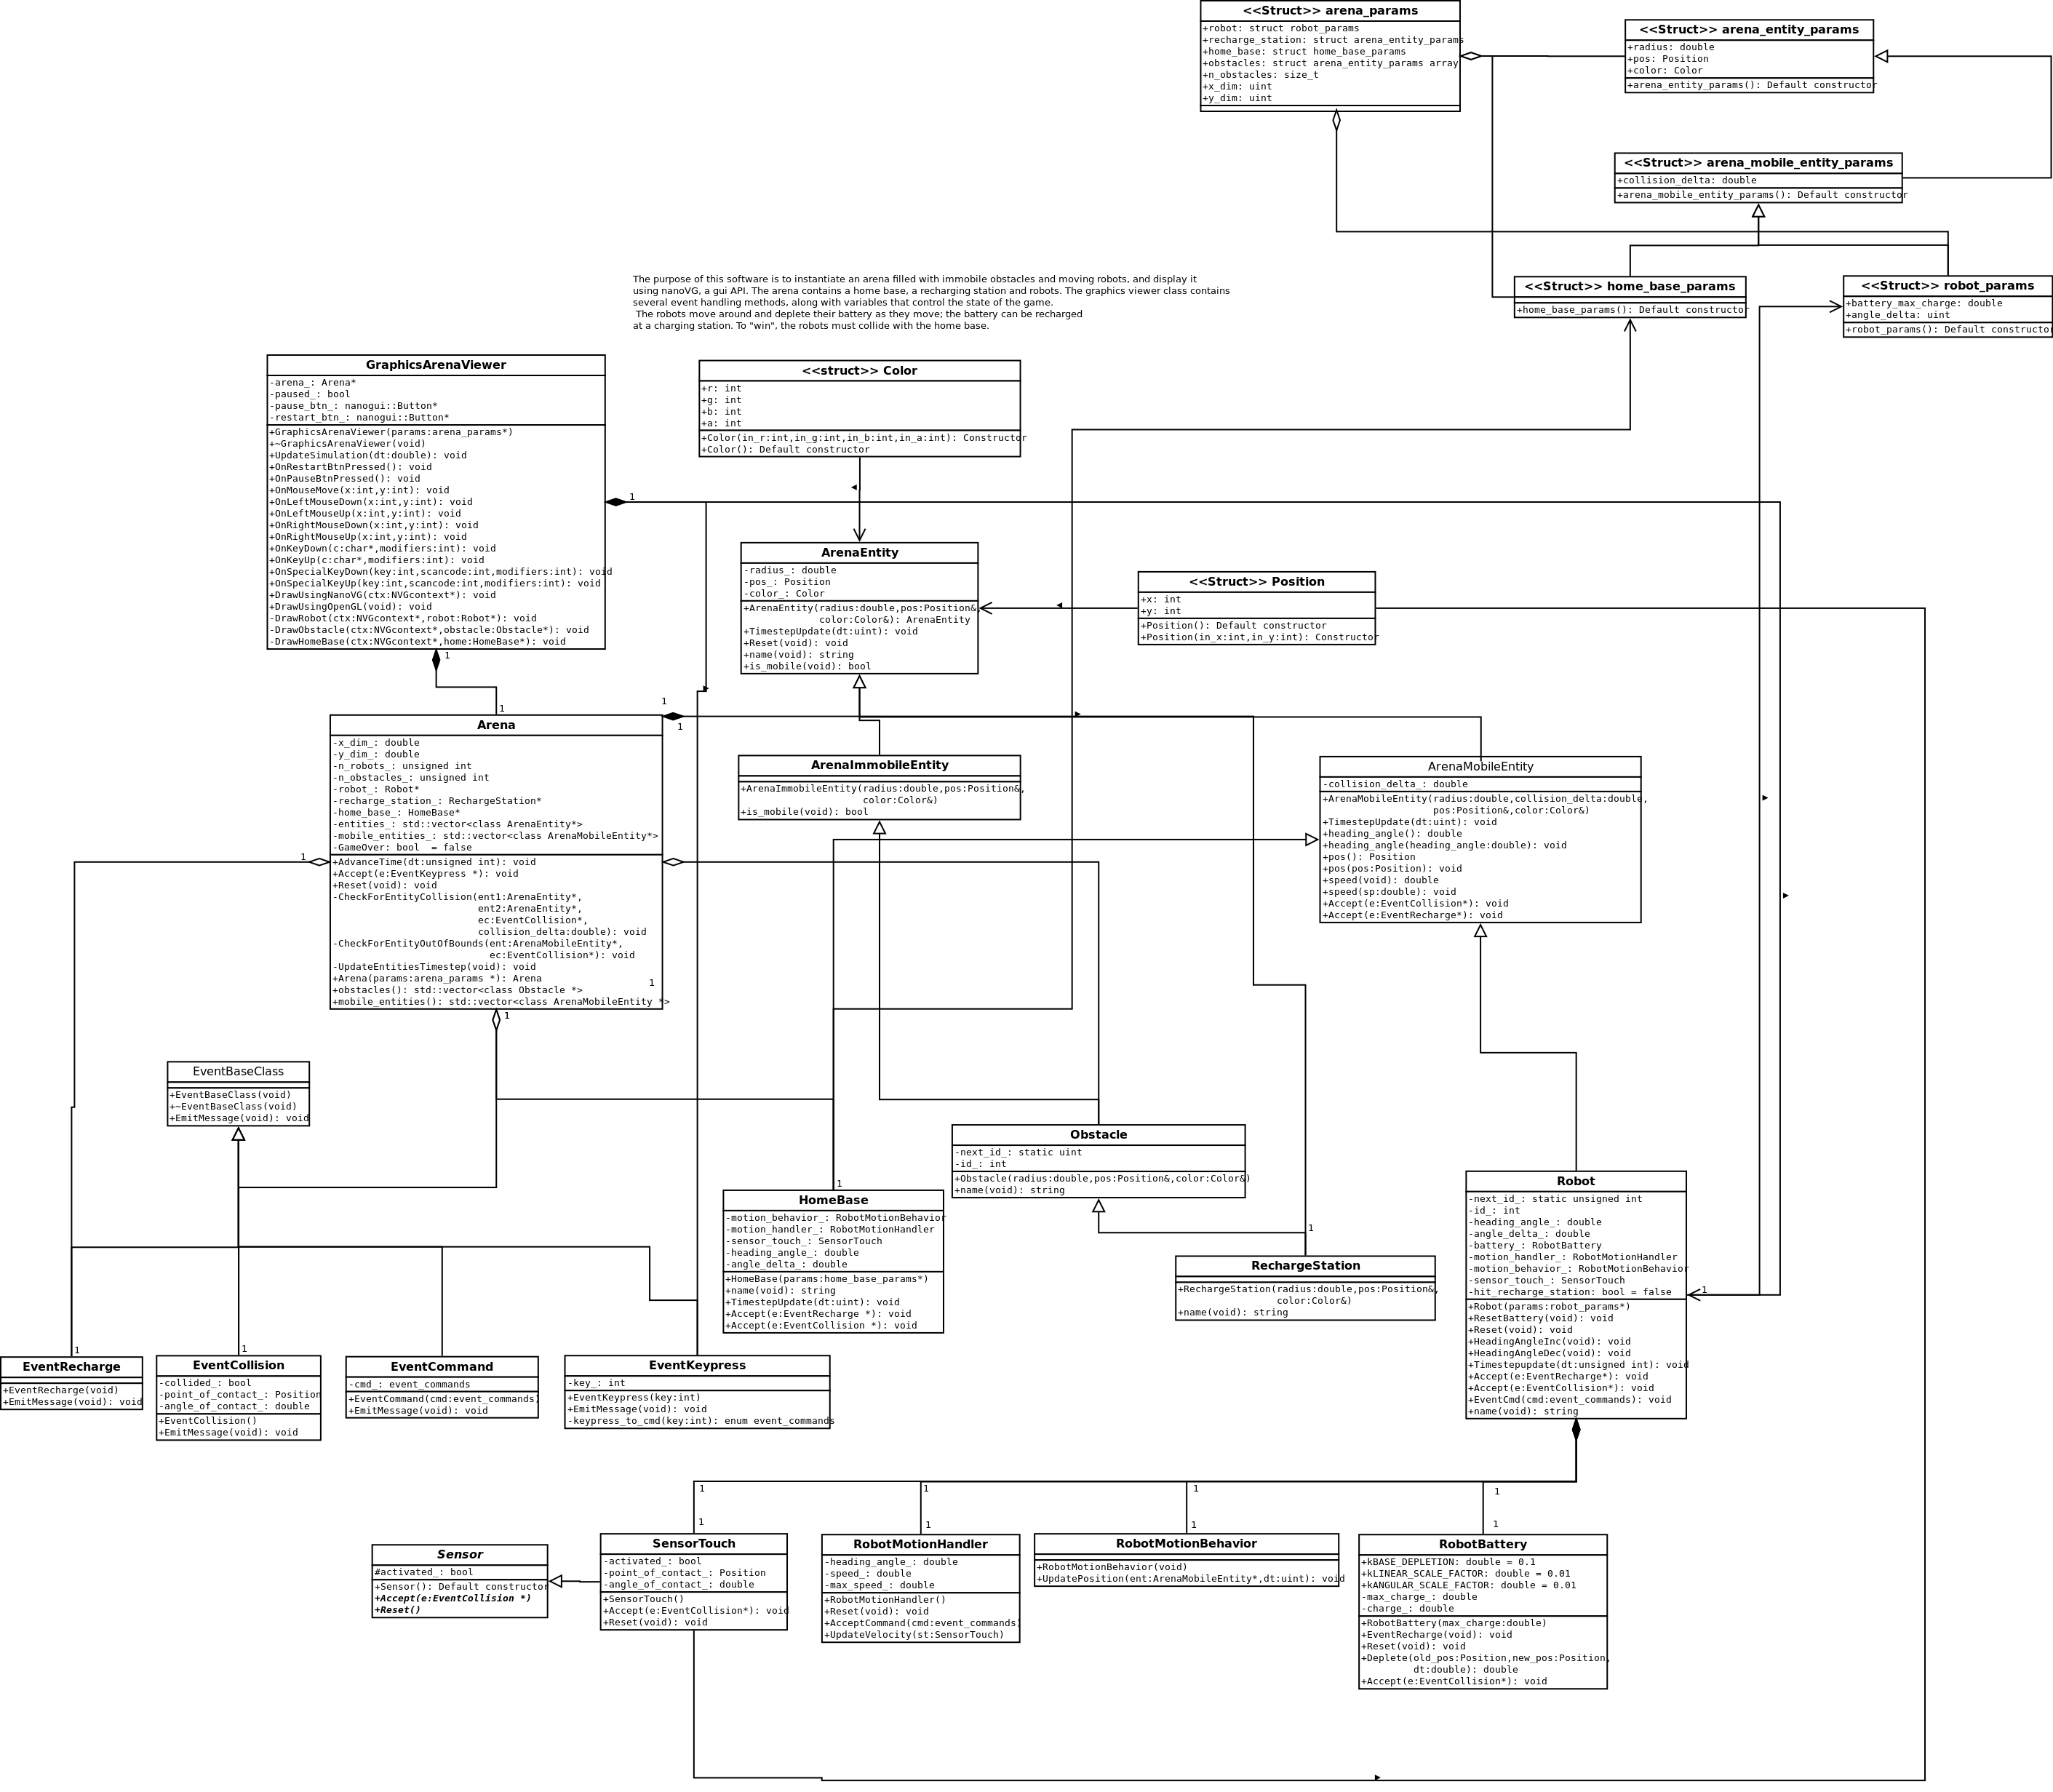 <<Struct>> arena_params
+robot: struct robot_params
+recharge_station: struct arena_entity_params
+home_base: struct home_base_params
+obstacles: struct arena_entity_params array
+n_obstacles: size_t
+x_dim: uint
+y_dim: uint
<<Struct>> arena_entity_params
+radius: double
+pos: Position
+color: Color
+arena_entity_params(): Default constructor
<<Struct>> arena_mobile_entity_params
+collision_delta: double
+arena_mobile_entity_params(): Default constructor
<<Struct>> home_base_params
+home_base_params(): Default constructor
<<Struct>> robot_params
+battery_max_charge: double
+angle_delta: uint
+robot_params(): Default constructor
The purpose of this software is to instantiate an arena filled with immobile obstacles and moving robots, and display it
using nanoVG, a gui API. The arena contains a home base, a recharging station and robots. The graphics viewer class contains
several event handling methods, along with variables that control the state of the game.
The robots move around and deplete their battery as they move; the battery can be recharged
at a charging station. To "win", the robots must collide with the home base.
GraphicsArenaViewer
-arena_: Arena*
-paused_: bool
-pause_btn_: nanogui::Button*
-restart_btn_: nanogui::Button*
+GraphicsArenaViewer(params:arena_params*)
+~GraphicsArenaViewer(void)
+UpdateSimulation(dt:double): void
+OnRestartBtnPressed(): void
+OnPauseBtnPressed(): void
+OnMouseMove(x:int,y:int): void
+OnLeftMouseDown(x:int,y:int): void
+OnLeftMouseUp(x:int,y:int): void
+OnRightMouseDown(x:int,y:int): void
+OnRightMouseUp(x:int,y:int): void
+OnKeyDown(c:char*,modifiers:int): void
+OnKeyUp(c:char*,modifiers:int): void
+OnSpecialKeyDown(key:int,scancode:int,modifiers:int): void
+OnSpecialKeyUp(key:int,scancode:int,modifiers:int): void
+DrawUsingNanoVG(ctx:NVGcontext*): void
+DrawUsingOpenGL(void): void
-DrawRobot(ctx:NVGcontext*,robot:Robot*): void
-DrawObstacle(ctx:NVGcontext*,obstacle:Obstacle*): void
-DrawHomeBase(ctx:NVGcontext*,home:HomeBase*): void
1
1
<<struct>> Color
+r: int
+g: int
+b: int
+a: int
+Color(in_r:int,in_g:int,in_b:int,in_a:int): Constructor
+Color(): Default constructor
ArenaEntity
-radius_: double
-pos_: Position
-color_: Color
+ArenaEntity(radius:double,pos:Position&,
color:Color&): ArenaEntity
+TimestepUpdate(dt:uint): void
+Reset(void): void
+name(void): string
+is_mobile(void): bool
<<Struct>> Position
+x: int
+y: int
+Position(): Default constructor
+Position(in_x:int,in_y:int): Constructor
1
1
1
Arena
-x_dim_: double
-y_dim_: double
-n_robots_: unsigned int
-n_obstacles_: unsigned int
-robot_: Robot*
-recharge_station_: RechargeStation*
-home_base_: HomeBase*
-entities_: std::vector<class ArenaEntity*>
-mobile_entities_: std::vector<class ArenaMobileEntity*>
-GameOver: bool  = false
+AdvanceTime(dt:unsigned int): void
+Accept(e:EventKeypress *): void
+Reset(void): void
-CheckForEntityCollision(ent1:ArenaEntity*,
ent2:ArenaEntity*,
ec:EventCollision*,
collision_delta:double): void
-CheckForEntityOutOfBounds(ent:ArenaMobileEntity*,
ec:EventCollision*): void
-UpdateEntitiesTimestep(void): void
+Arena(params:arena_params *): Arena
+obstacles(): std::vector<class Obstacle *>
+mobile_entities(): std::vector<class ArenaMobileEntity *>
1
1
1
ArenaImmobileEntity
+ArenaImmobileEntity(radius:double,pos:Position&,
color:Color&)
+is_mobile(void): bool
ArenaMobileEntity
-collision_delta_: double
+ArenaMobileEntity(radius:double,collision_delta:double,
pos:Position&,color:Color&)
+TimestepUpdate(dt:uint): void
+heading_angle(): double
+heading_angle(heading_angle:double): void
+pos(): Position
+pos(pos:Position): void
+speed(void): double
+speed(sp:double): void
+Accept(e:EventCollision*): void
+Accept(e:EventRecharge*): void
EventBaseClass
+EventBaseClass(void)
+~EventBaseClass(void)
+EmitMessage(void): void
Obstacle
-next_id_: static uint
-id_: int
+Obstacle(radius:double,pos:Position&,color:Color&)
+name(void): string
1
HomeBase
-motion_behavior_: RobotMotionBehavior
-motion_handler_: RobotMotionHandler
-sensor_touch_: SensorTouch
-heading_angle_: double
-angle_delta_: double
+HomeBase(params:home_base_params*)
+name(void): string
+TimestepUpdate(dt:uint): void
+Accept(e:EventRecharge *): void
+Accept(e:EventCollision *): void
1
RechargeStation
+RechargeStation(radius:double,pos:Position&,
color:Color&)
+name(void): string
Robot
-next_id_: static unsigned int
-id_: int
-heading_angle_: double
-angle_delta_: double
-battery_: RobotBattery
-motion_handler_: RobotMotionHandler
-motion_behavior_: RobotMotionBehavior
-sensor_touch_: SensorTouch
-hit_recharge_station: bool = false
+Robot(params:robot_params*)
+ResetBattery(void): void
+Reset(void): void
+HeadingAngleInc(void): void
+HeadingAngleDec(void): void
+Timestepupdate(dt:unsigned int): void
+Accept(e:EventRecharge*): void
+Accept(e:EventCollision*): void
+EventCmd(cmd:event_commands): void
+name(void): string
1
1
EventRecharge
+EventRecharge(void)
+EmitMessage(void): void
1
EventCollision
-collided_: bool
-point_of_contact_: Position
-angle_of_contact_: double
+EventCollision()
+EmitMessage(void): void
EventCommand
-cmd_: event_commands
+EventCommand(cmd:event_commands)
+EmitMessage(void): void
EventKeypress
-key_: int
+EventKeypress(key:int)
+EmitMessage(void): void
-keypress_to_cmd(key:int): enum event_commands
1
1
1
1
1
1
1
1
Sensor
#activated_: bool
+Sensor(): Default constructor
+Accept(e:EventCollision *)
+Reset()
SensorTouch
-activated_: bool
-point_of_contact_: Position
-angle_of_contact_: double
+SensorTouch()
+Accept(e:EventCollision*): void
+Reset(void): void
RobotMotionHandler
-heading_angle_: double
-speed_: double
-max_speed_: double
+RobotMotionHandler()
+Reset(void): void
+AcceptCommand(cmd:event_commands)
+UpdateVelocity(st:SensorTouch)
RobotMotionBehavior
+RobotMotionBehavior(void)
+UpdatePosition(ent:ArenaMobileEntity*,dt:uint): void
RobotBattery
+kBASE_DEPLETION: double = 0.1
+kLINEAR_SCALE_FACTOR: double = 0.01
+kANGULAR_SCALE_FACTOR: double = 0.01
-max_charge_: double
-charge_: double
+RobotBattery(max_charge:double)
+EventRecharge(void): void
+Reset(void): void
+Deplete(old_pos:Position,new_pos:Position,
dt:double): double
+Accept(e:EventCollision*): void